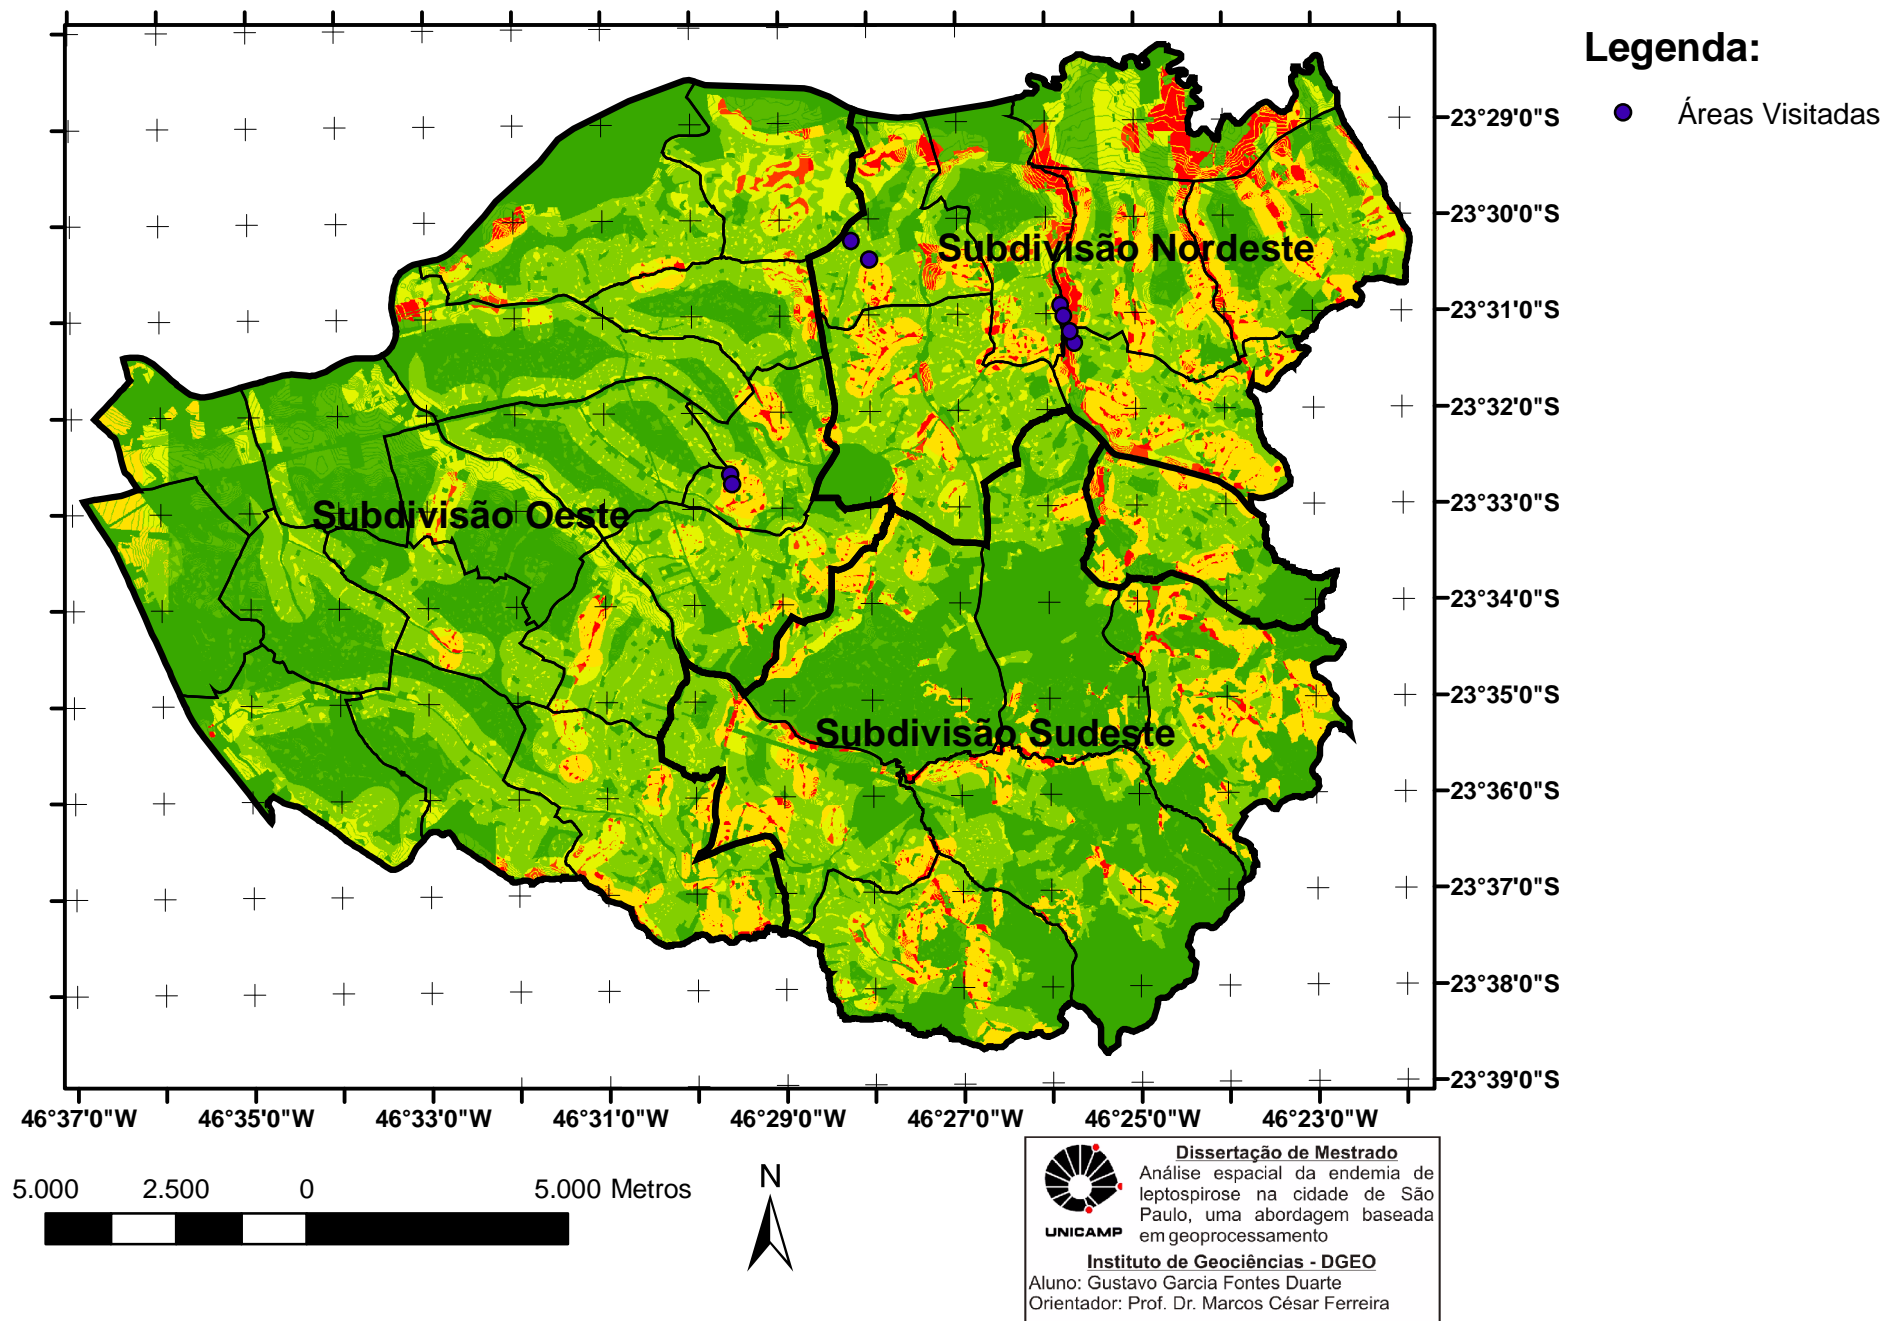 Legenda:
Áreas Visitadas
Subdivisão Nordeste
Subdivisão Oeste
Subdivisão Sudeste
23°29'0"S
23°30'0"S
23°31'0"S
23°32'0"S
23°33'0"S
23°34'0"S
23°35'0"S
23°36'0"S
23°37'0"S
23°38'0"S
23°39'0"S
46°37'0"W 46°35'0"W 46°33'0"W 46°31'0"W 46°29'0"W 46°27'0"W 46°25'0"W 46°23'0"W
5.000 2.500 0 5.000 Metros
N
UNICAMP
Dissertação de Mestrado
Análise espacial da endemia de
leptospirose na cidade de São
Paulo, uma abordagem baseada
em geoprocessamento
Instituto de Geociências - DGEO
Aluno: Gustavo Garcia Fontes Duarte
Orientador: Prof. Dr. Marcos César Ferreira